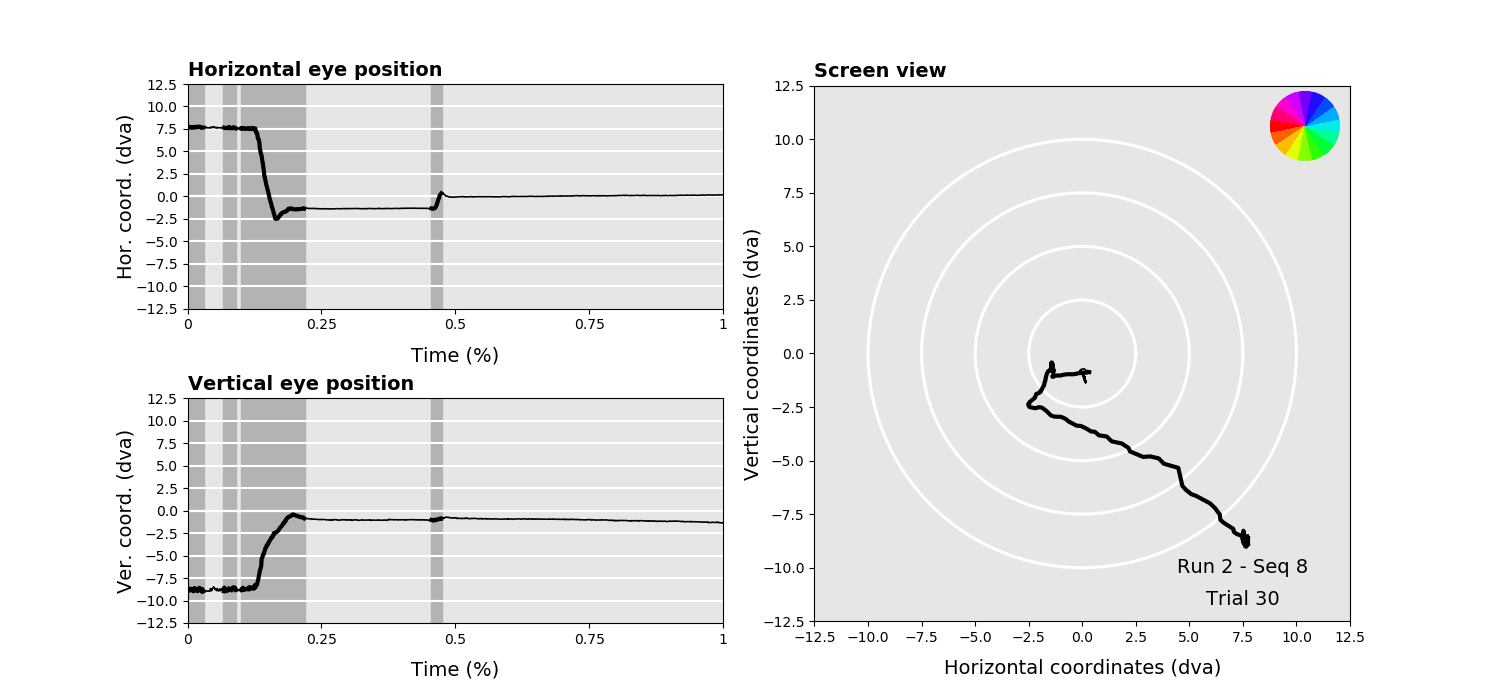 Horizontal eye position
Hor. coord. (dva)
12.5
10.0
7.5
5.0
2.5
0.0
−2.5
−5.0
−7.5
−10.0
−12.5
0 0.25 0.5 0.75 1
Time (%)
Vertical eye position
Ver. coord. (dva)
12.5
10.0
7.5
5.0
2.5
0.0
−2.5
−5.0
−7.5
−10.0
−12.5
0 0.25 0.5 0.75 1
Time (%)
Screen view
Vertical coordinates (dva)
12.5
10.0
7.5
5.0
2.5
0.0
−2.5
−5.0
−7.5
−10.0
−12.5
Run 2 - Seq 8
Trial 30
−12.5 −10.0 −7.5 −5.0 −2.5 0.0 2.5 5.0 7.5 10.0 12.5
Horizontal coordinates (dva)